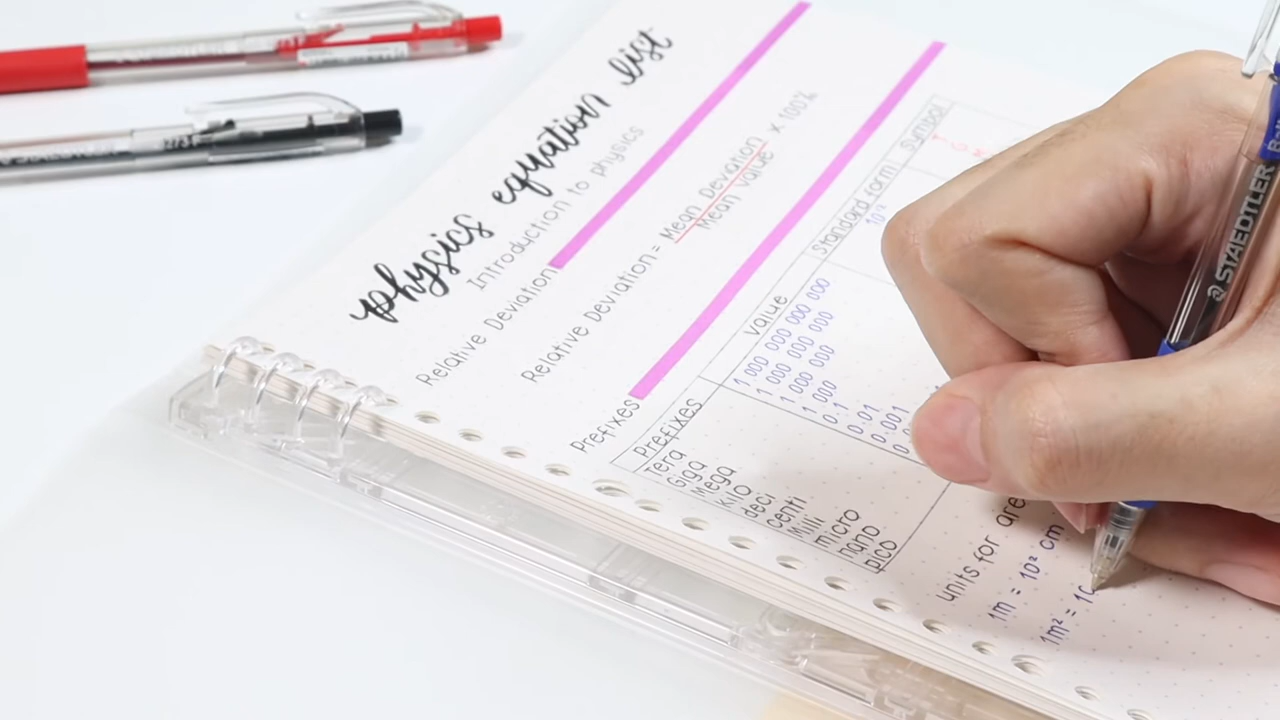 physics equation list
Introduction to physics
Relative Deviation
Relative Deviation = Mean Deviation
Mean value
x 100%
Prefixes
Prefixes Value Standard form Symbol
Tera 1 000 000 000 000
Giga 1 000 000 000
Mega 1 000 000
kilo 1 000
deci 0.1
centi 0.01
Milli 0.001
micro
nano
pico
units for are
1m = 10² cm
1m² = 10
STAEDTLER
STAEDTLER